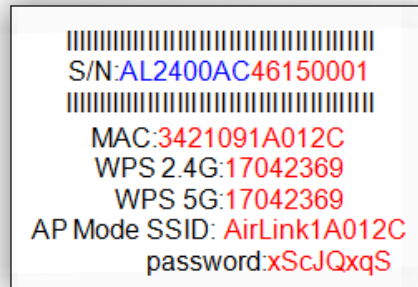 S/N:AL2400AC46150001
MAC:3421091A012C
WPS 2.4G:17042369
WPS 5G:17042369
AP Mode SSID: AirLink1A012C
password:xScJQxqS